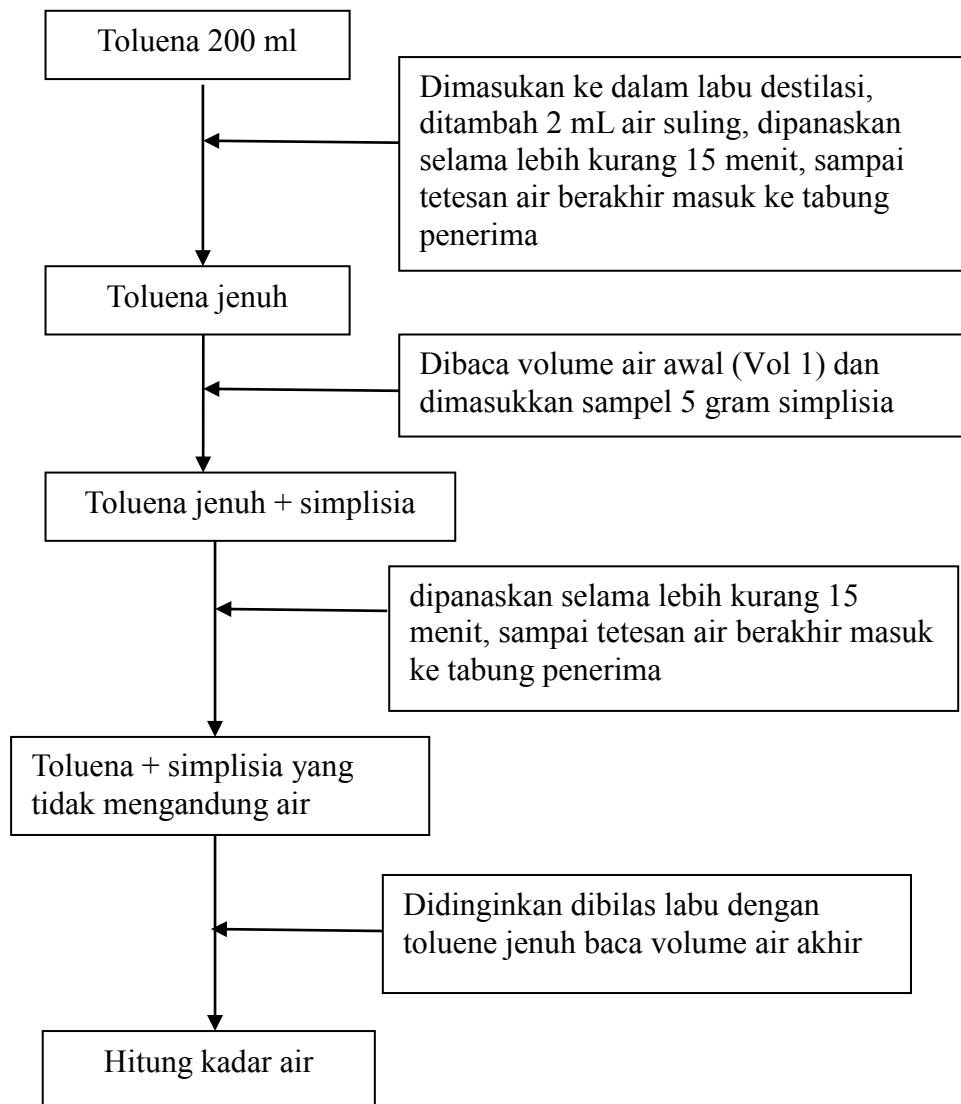 Toluena 200 ml
Dimasukan ke dalam labu destilasi,
ditambah 2 mL air suling, dipanaskan
selama lebih kurang 15 menit, sampai
tetesan air berakhir masuk ke tabung
penerima
Toluena jenuh
Dibaca volume air awal (Vol 1) dan
dimasukkan sampel 5 gram simplisia
Toluena jenuh + simplisia
dipanaskan selama lebih kurang 15
menit, sampai tetesan air berakhir masuk
ke tabung penerima
Toluena + simplisia yang
tidak mengandung air
Didinginkan dibilas labu dengan
toluene jenuh baca volume air akhir
Hitung kadar air